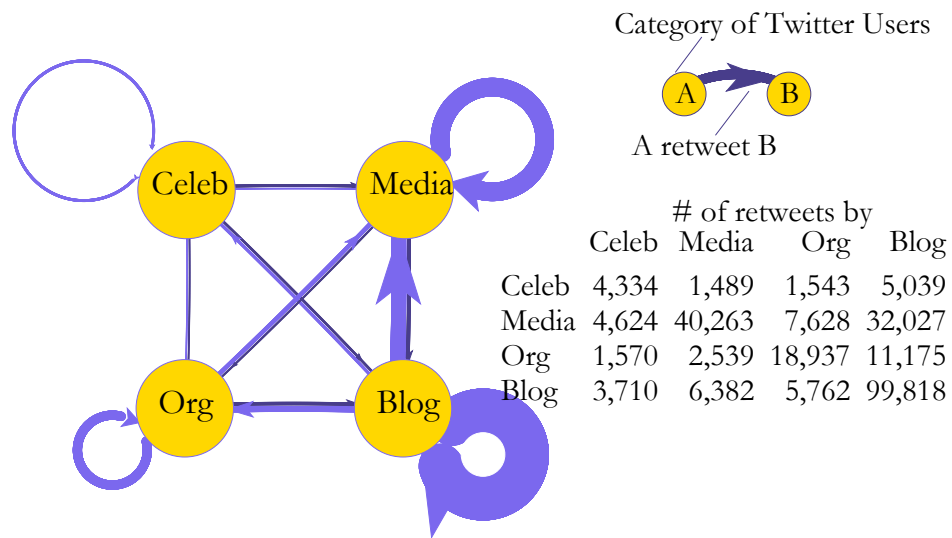 Category of Twitter Users
A B
A retweet B
Celeb Media
Org Blog
# of retweets by
Celeb Media Org Blog
Celeb 4,334 1,489 1,543 5,039
Media 4,624 40,263 7,628 32,027
Org 1,570 2,539 18,937 11,175
Blog 3,710 6,382 5,762 99,818